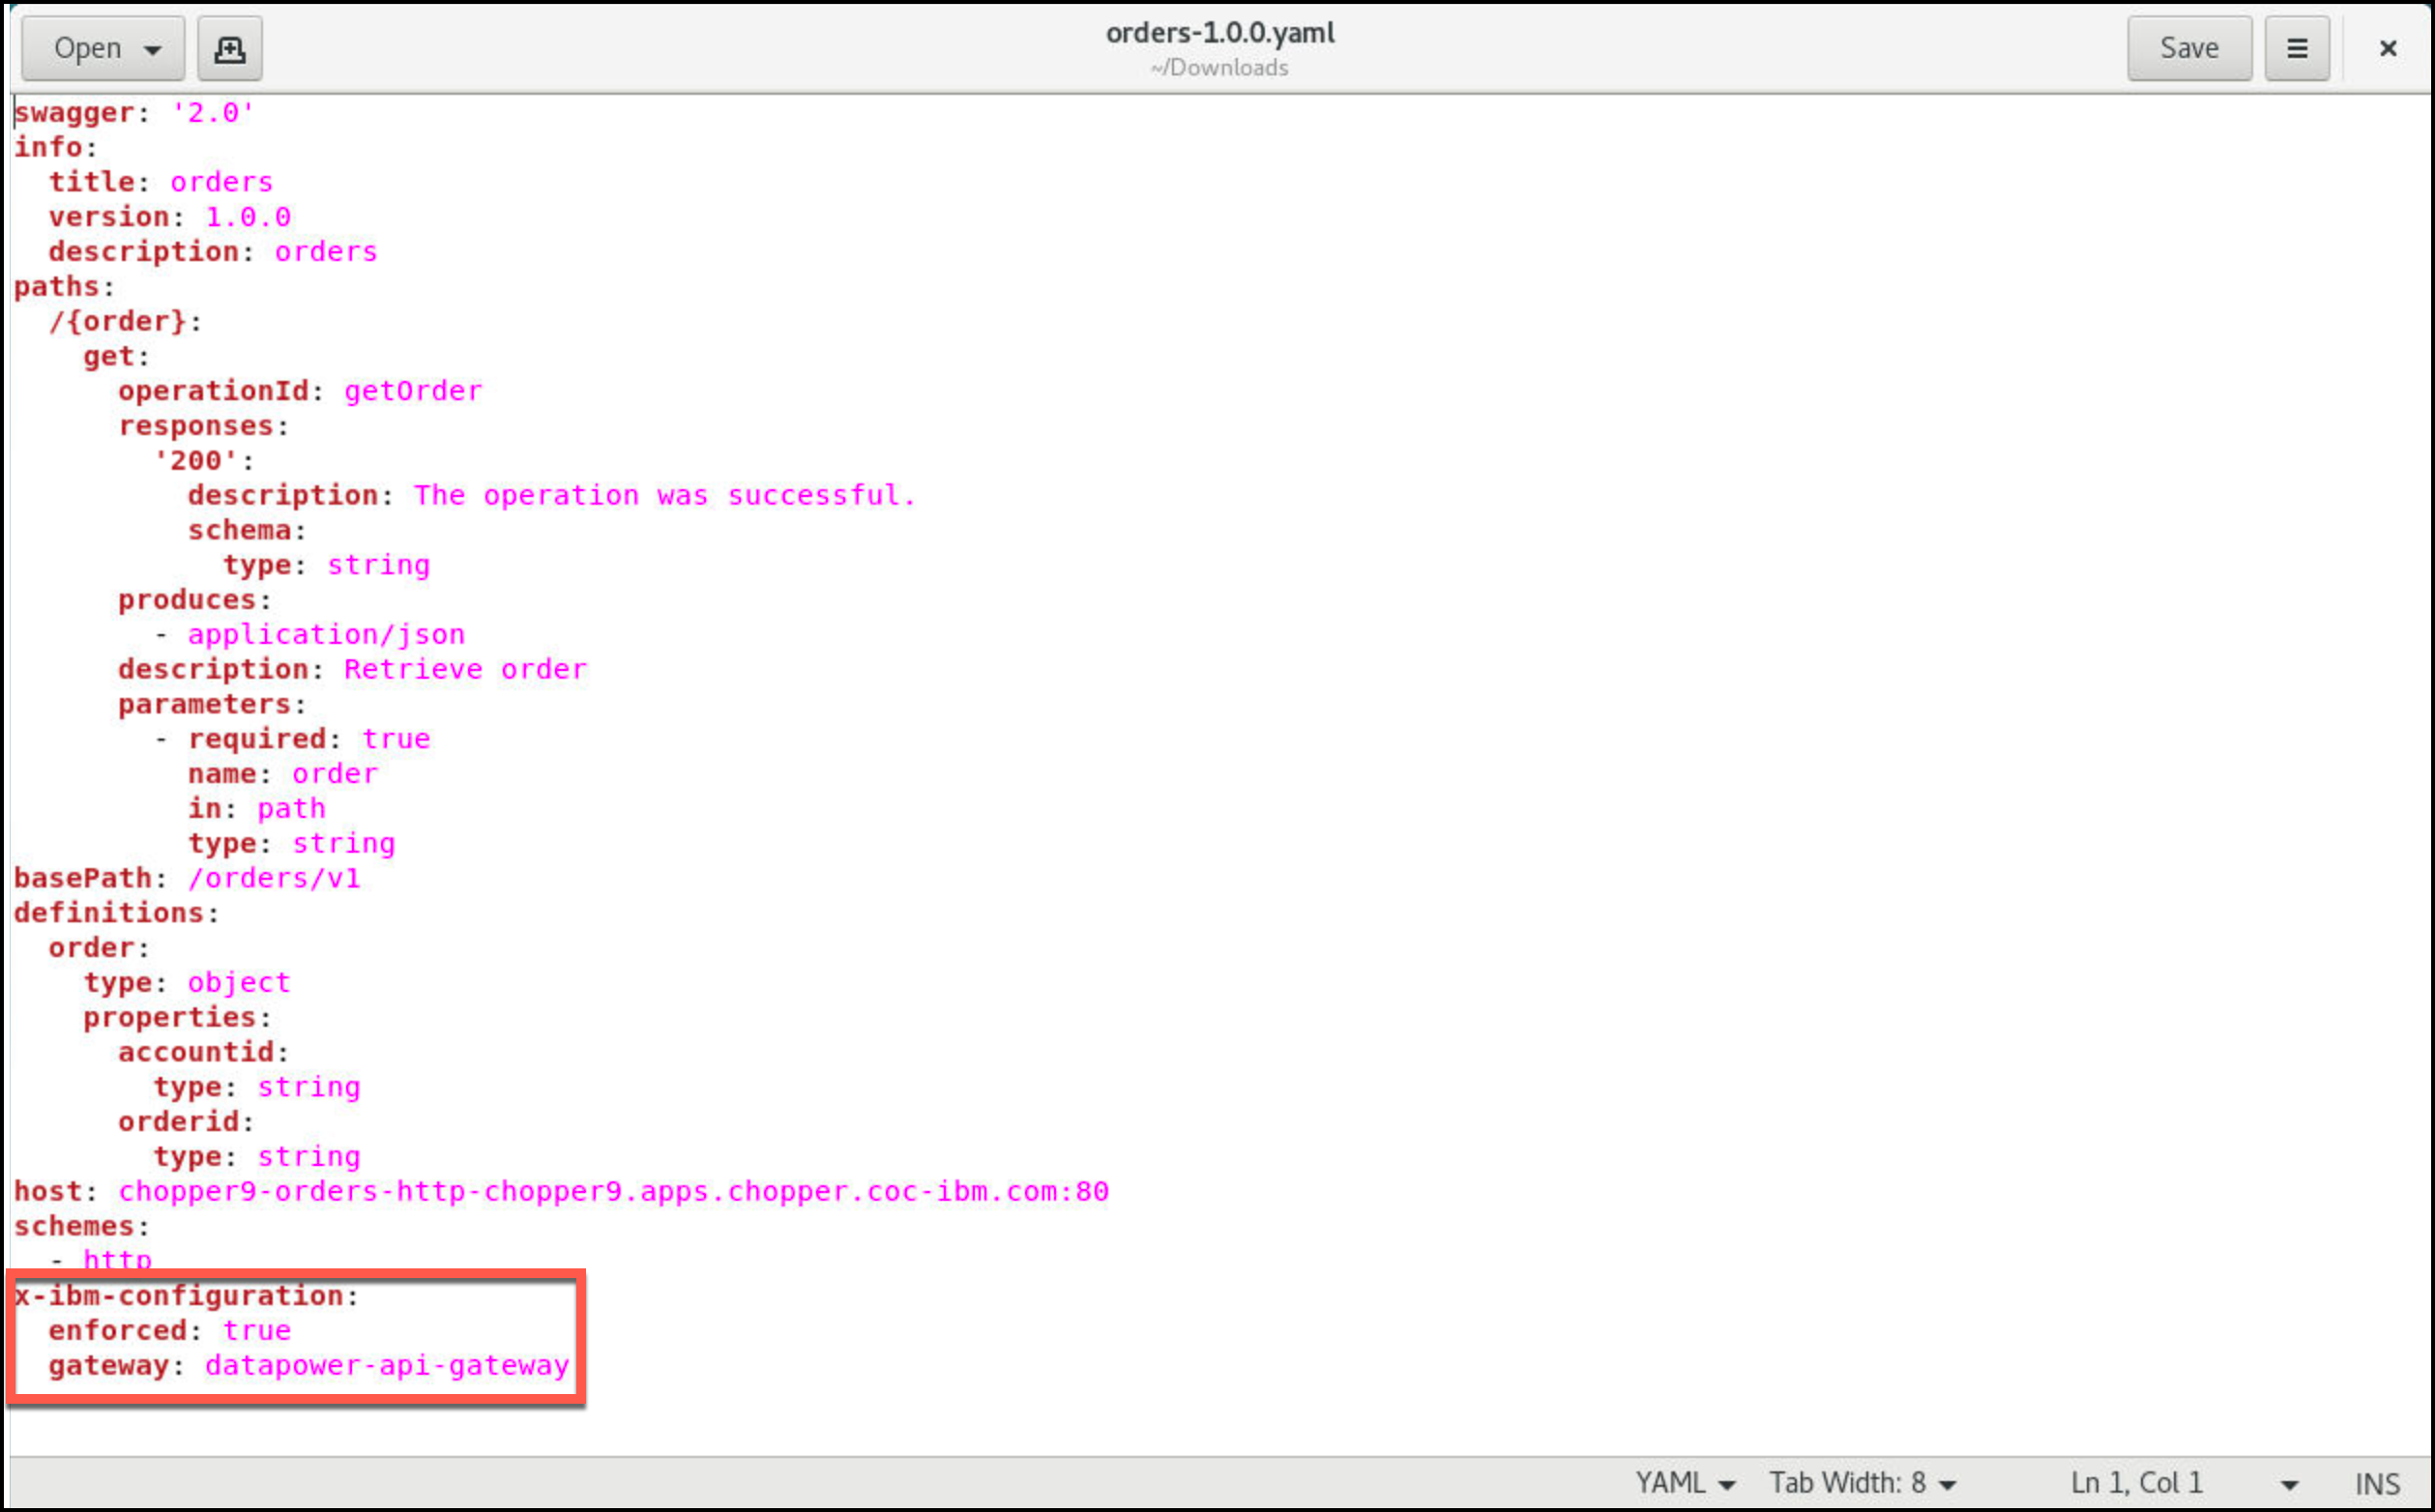 Open
orders-1.0.0.yaml
~/Downloads
Save
swagger: '2.0'
info:
  title: orders
  version: 1.0.0
  description: orders
paths:
  /{order}:
    get:
      operationId: getOrder
      responses:
        '200':
          description: The operation was successful.
          schema:
            type: string
      produces:
        - application/json
      description: Retrieve order
      parameters:
        - required: true
          name: order
          in: path
          type: string
basePath: /orders/v1
definitions:
  order:
    type: object
    properties:
      accountid:
        type: string
      orderid:
        type: string
host: chopper9-orders-http-chopper9.apps.chopper.coc-ibm.com:80
schemes:
  - http
x-ibm-configuration:
  enforced: true
  gateway: datapower-api-gateway
YAML Tab Width: 8 Ln 1, Col 1 INS